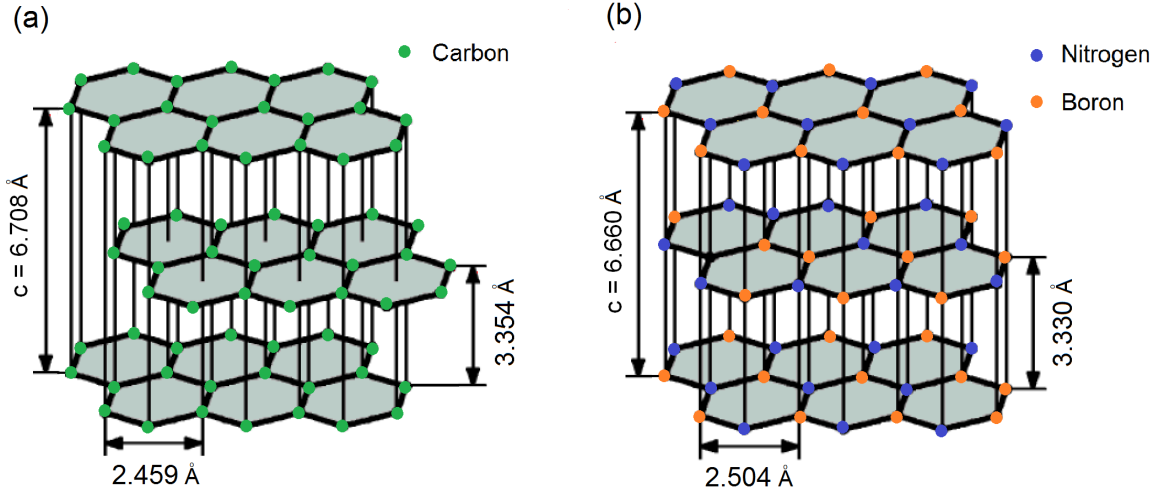 (a)
Carbon
c = 6.708 Å
3.354 Å
2.459 Å
(b)
Nitrogen
Boron
c = 6.660 Å
3.330 Å
2.504 Å